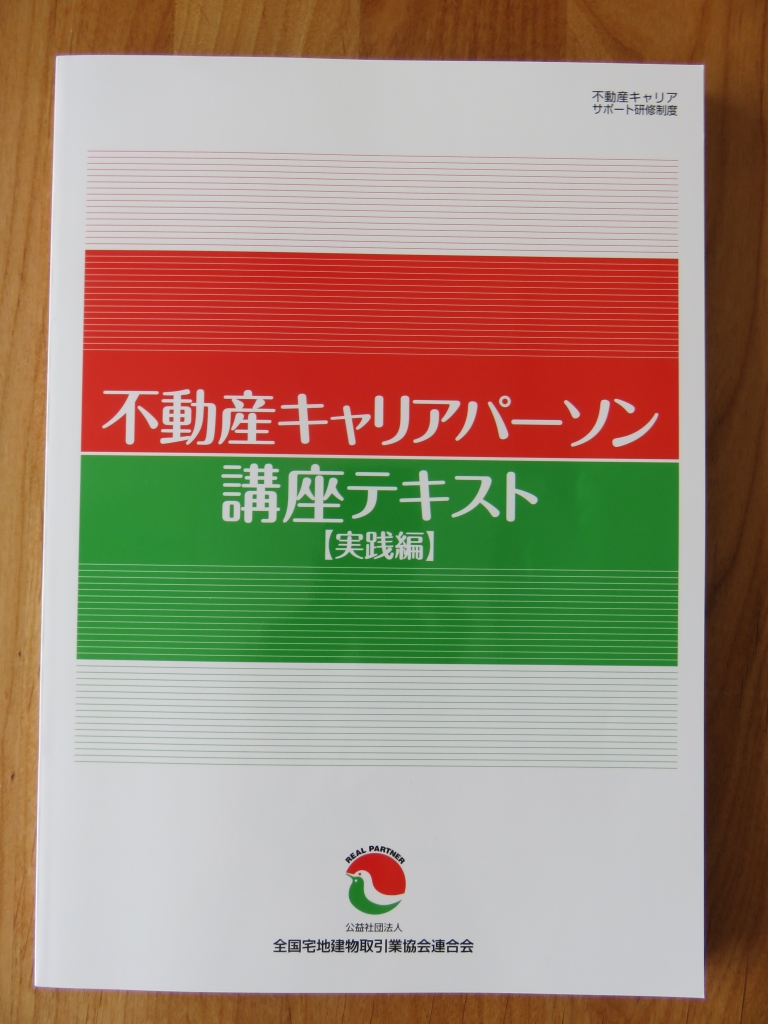 不動産キャリア
サポート研修制度
不動産キャリアパーソン
講座テキスト
【実践編】
REAL PARTNER
公益社団法人
全国宅地建物取引業協会連合会